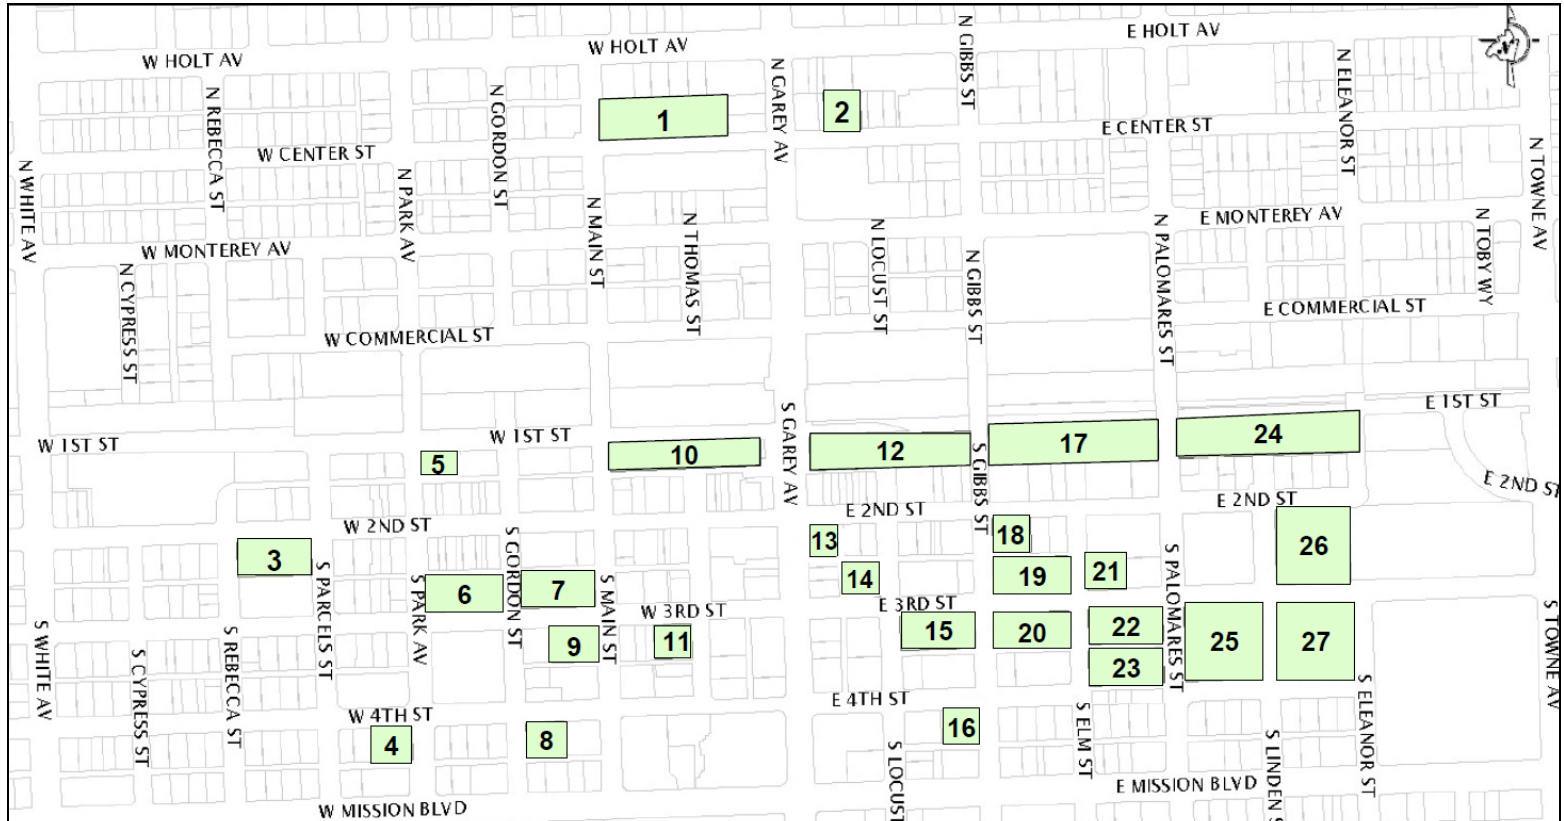 W HOLT AV
W HOLT AV
E HOLT AV
N GIBBS ST
N REBECCA ST
N GORDON ST
N GAREY AV
N ELEANOR ST
1
2
W CENTER ST
E CENTER ST
N WHITE AV
N PARK AV
N MAIN ST
N THOMAS ST
N LOCUST ST
N PALOMARES ST
E MONTEREY AV
N TOBY WY
N TOWNE AV
W MONTEREY AV
N CYPRESS ST
N GIBBS ST
E COMMERCIAL ST
W COMMERCIAL ST
W 1ST ST
W 1ST ST
E 1ST ST
S GAREY AV
S GIBBS ST
5
10
12
17
24
E 2ND ST
E 2ND ST
E 2ND ST
W 2ND ST
3
S PARCELS ST
S PARK AV
6
S GORDON ST
7
S MAIN ST
13
14
18
19
21
S PALOMARES ST
26
W 3RD ST
E 3RD ST
S WHITE AV
S CYPRESS ST
S REBECCA ST
9
11
15
20
22
23
25
27
S TOWNE AV
W 4TH ST
E 4TH ST
4
8
16
S LOCUST
S ELM ST
S LINDEN S
S ELEANOR ST
E MISSION BLVD
W MISSION BLVD